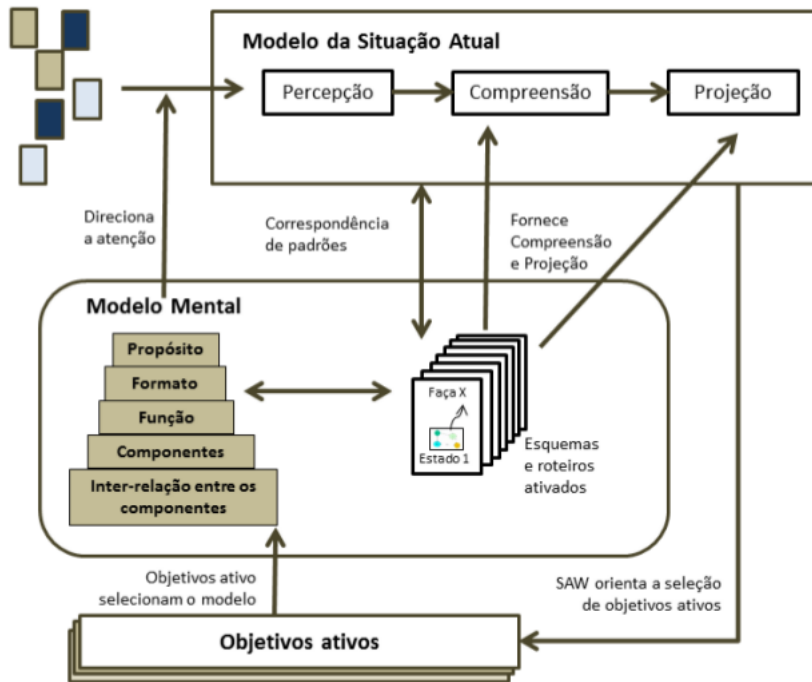 Modelo da Situação Atual
Percepção
Compreensão
Projeção
Direciona
a atenção
Correspondência
de padrões
Fornece
Compreensão
e Projeção
Modelo Mental
Propósito
Formato
Função
Componentes
Inter-relação entre os
componentes
Faça X
Estado 1
Esquemas
e roteiros
ativados
Objetivos ativo
selecionam o modelo
SAW orienta a seleção
de objetivos ativos
Objetivos ativos